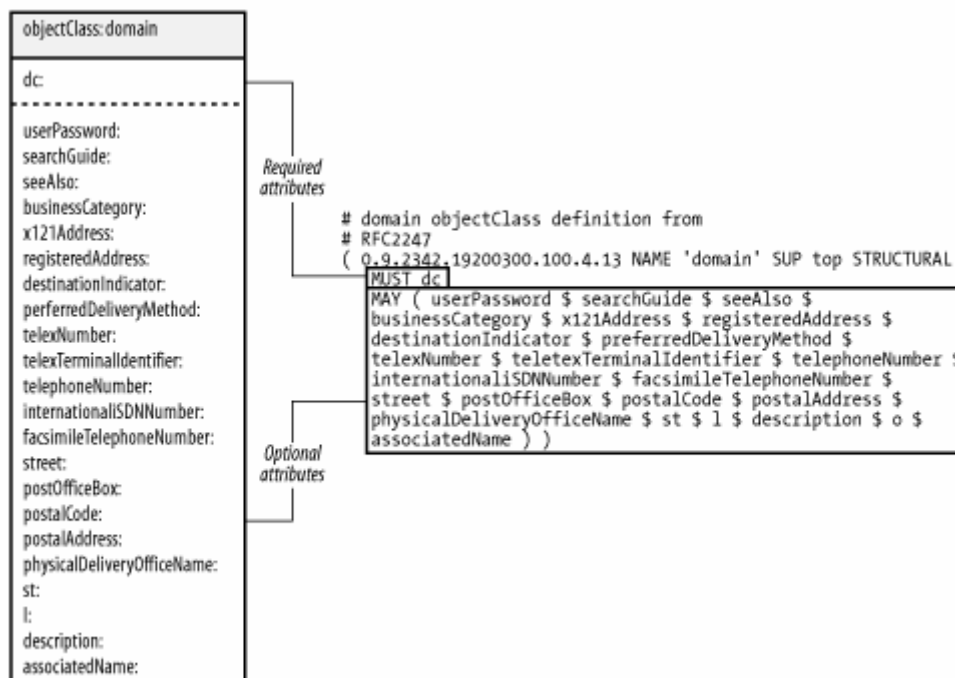 objectClass: domain
dc:
userPassword:
searchGuide:
seeAlso:
businessCategory:
x121Address:
registeredAddress:
destinationIndicator:
perferredDeliveryMethod:
telexNumber:
telexTerminalIdentifier:
telephoneNumber:
internationaliSDNNumber:
facsimileTelephoneNumber:
street:
postOfficeBox:
postalCode:
postalAddress:
physicalDeliveryOfficeName:
st:
l:
description:
associatedName:
Required
attributes
Optional
attributes
# domain objectClass definition from
# RFC2247
( 0.9.2342.19200300.100.4.13 NAME 'domain' SUP top STRUCTURAL
MUST dc
MAY ( userPassword $ searchGuide $ seeAlso $
businessCategory $ x121Address $ registeredAddress $
destinationIndicator $ preferredDeliveryMethod $
telexNumber $ teletexTerminalIdentifier $ telephoneNumber $
internationaliSDNNumber $ facsimileTelephoneNumber $
street $ postOfficeBox $ postalCode $ postalAddress $
physicalDeliveryOfficeName $ st $ l $ description $ o $
associatedName ) )